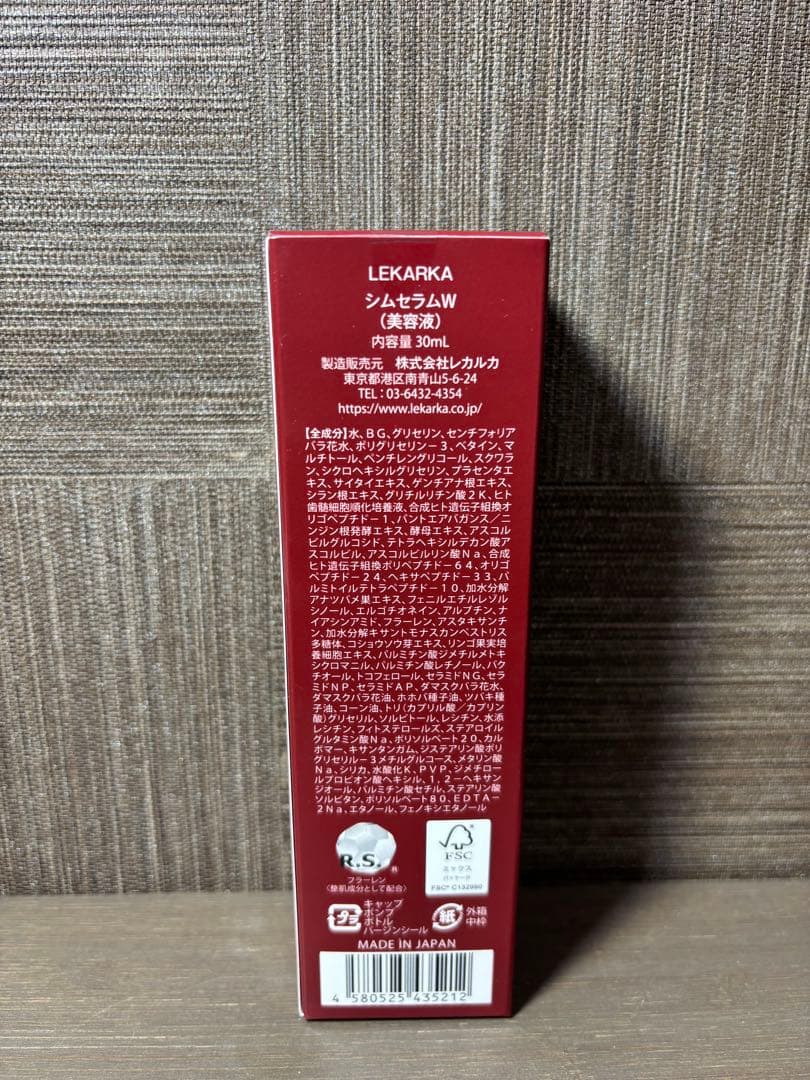 LEKARKA
シムセラムW
（美容液）
内容量 30mL
製造販売元　株式会社レカルカ
東京都港区南青山5-6-24
TEL：03-6432-4354
https://www.lekarka.co.jp/
【全成分】水、ＢＧ、グリセリン、センチフォリア
バラ花水、ポリグリセリン－３、ベタイン、マ
ルチトール、ペンチレングリコール、スクワラ
ン、シクロヘキシルグリセリン、プラセンタエ
キス、サイタイエキス、ゲンチアナ根エキス、
シラン根エキス、グリチルリチン酸２Ｋ、ヒト
歯髄細胞順化培養液、合成ヒト遺伝子組換オ
リゴペプチド－１、パントエアバガンス／ニ
ンジン根発酵エキス、酵母エキス、アスコル
ビルグルコシド、テトラヘキシルデカン酸
アスコルビル、アスコルビルリン酸Ｎａ、合成
ヒト遺伝子組換ポリペプチド－６４、オリゴ
ペプチド－２４、ヘキサペプチド－３３、パル
ミトイルテトラペプチド－１０、加水分解
アナツバメ巣エキス、フェニルエチルレゾル
シノール、エルゴチオネイン、アルブチン、ナ
イアシンアミド、フラーレン、アスタキサンチ
ン、加水分解キサントモナスカンペストリス
多糖体、コショウソウ芽エキス、リンゴ果実培
養細胞エキス、パルミチン酸ジメチルメトキ
シクロマニル、パルミチン酸レチノール、バク
チオール、トコフェロール、セラミドＮＧ、セラ
ミドＮＰ、セラミドＡＰ、ダマスクバラ花水、
ダマスクバラ花油、ホホバ種子油、ツバキ種
子油、コーン油、トリ（カプリル酸／カプリン
酸）グリセリル、ソルビトール、レシチン、水添
レシチン、フィトステロールズ、ステアロイル
グルタミン酸Ｎａ、ポリソルベート２０、カル
ボマー、キサンタンガム、ジステアリン酸ポリ
グリセリル－３メチルグルコース、メタリン酸
Ｎａ、シリカ、水酸化Ｋ、ＰＶＰ、ジメチロー
ルプロピオン酸ヘキシル、１，２－ヘキサン
ジオール、パルミチン酸セチル、ステアリン酸
ソルビタン、ポリソルベート８０、ＥＤＴＡ－
２Ｎａ、エタノール、フェノキシエタノール
R.S.®
フラーレン
〈整肌成分として配合〉
FSC
ミックス
パッケージ
FSC® C132980
プラ
キャップ
ポンプ
ボトル
バージンシール
紙
外箱
中枠
MADE IN JAPAN
4 580525 435212